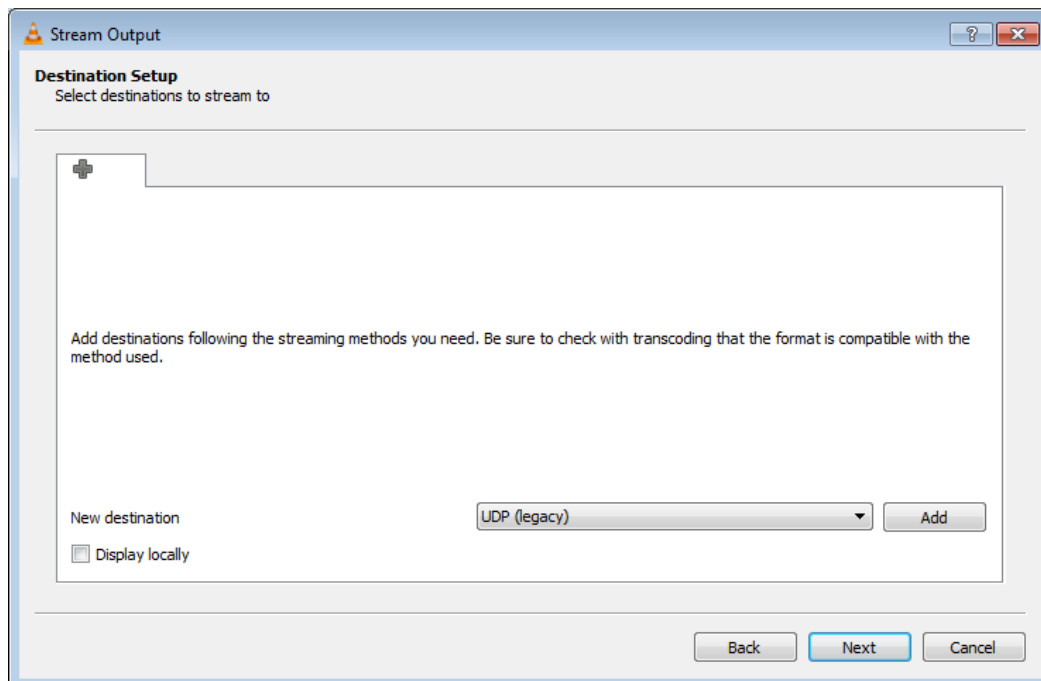 Stream Output
Destination Setup
Select destinations to stream to
Add destinations following the streaming methods you need. Be sure to check with transcoding that the format is compatible with the
method used.
New destination
UDP (legacy)
Add
Display locally
Back
Next
Cancel